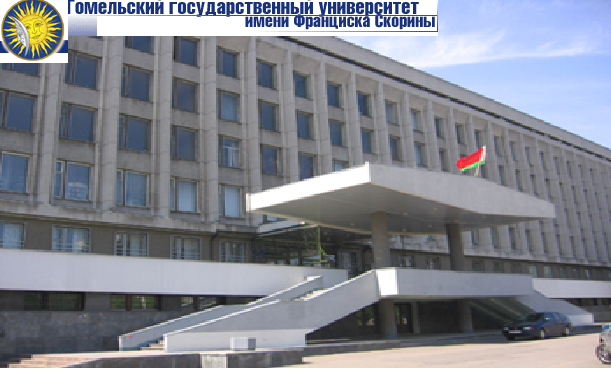 Гомельский государственный университет
имени Франциска Скорины